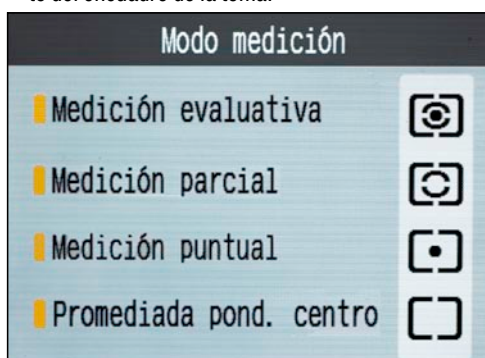 Modo medición
Medición evaluativa
Medición parcial
Medición puntual
Promediada pond. centro